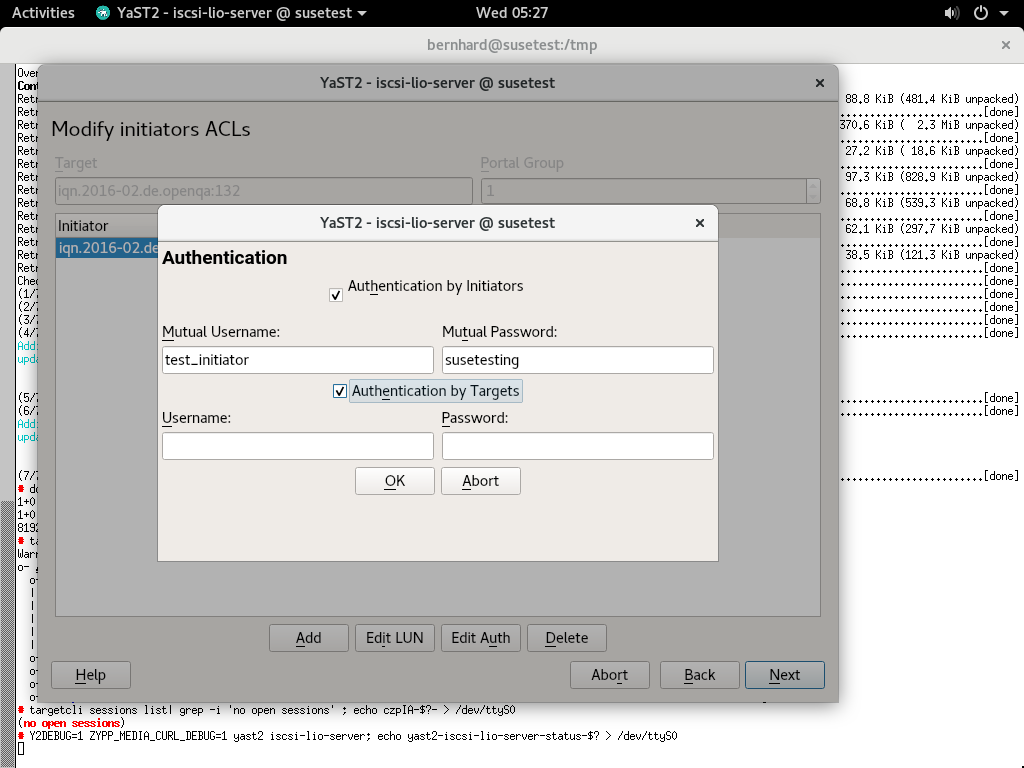 Activities YaST2 - iscsi-lio-server @ susetest Wed 05:27
bernhard@susetest:/tmp
Over
YaST2 - iscsi-lio-server @ susetest
Cont
Retr 88.8 KiB (481.4 KiB unpacked)
Retr [done]
Retr 370.6 KiB ( 2.3 MiB unpacked)
Modify initiators ACLs
Retr [done]
Retr 27.2 KiB ( 18.6 KiB unpacked)
Target Portal Group
Retr [done]
Retr 97.3 KiB (828.9 KiB unpacked)
iqn.2016-02.de.openqa:132 1
Retr [done]
Retr 68.8 KiB (539.3 KiB unpacked)
Retr [done]
Initiator
YaST2 - iscsi-lio-server @ susetest
Retr 62.1 KiB (297.7 KiB unpacked)
Retr [done]
iqn.2016-02.de
Retr 38.5 KiB (121.3 KiB unpacked)
Authentication
Retr [done]
Chec [done]
Authentication by Initiators
(1/7 [done]
(2/7 [done]
(3/7 [done]
(4/7 [done]
Mutual Username: Mutual Password:
Addi
upda
test_initiator susetesting
Authentication by Targets
(5/7 [done]
(6/7 [done]
Username: Password:
Addi
upda
(7/7 [done]
OK Abort
# 
1+0
1+0
8192
# ta
Warn
o- 
Add Edit LUN Edit Auth Delete
Help Abort Back Next
# targetcli sessions list| grep -i 'no open sessions' ; echo czpIA-$?- > /dev/ttyS0
(no open sessions)
# Y2DEBUG=1 ZYPP_MEDIA_CURL_DEBUG=1 yast2 iscsi-lio-server; echo yast2-iscsi-lio-server-status-$? > /dev/ttyS0